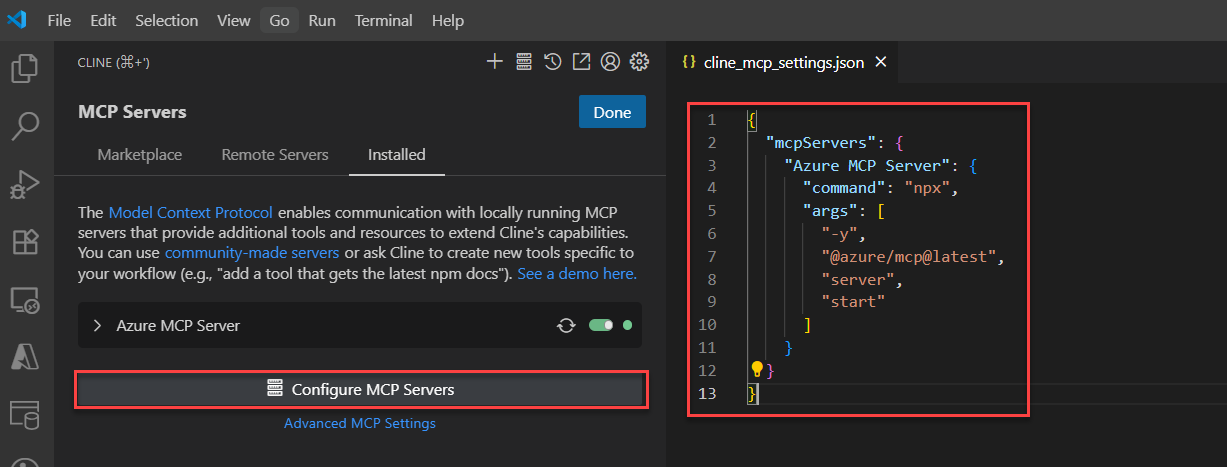 File Edit Selection View Go Run Terminal Help
CLINE (⌘+')
MCP Servers
Done
Marketplace Remote Servers Installed
The Model Context Protocol enables communication with locally running MCP
servers that provide additional tools and resources to extend Cline's capabilities.
You can use community-made servers or ask Cline to create new tools specific to
your workflow (e.g., "add a tool that gets the latest npm docs"). See a demo here.
Azure MCP Server
Configure MCP Servers
Advanced MCP Settings
{} cline_mcp_settings.json ×
1 {
2 "mcpServers": {
3 "Azure MCP Server": {
4 "command": "npx",
5 "args": [
6 "-y",
7 "@azure/mcp@latest",
8 "server",
9 "start"
10 ]
11 }
12 }
13 }